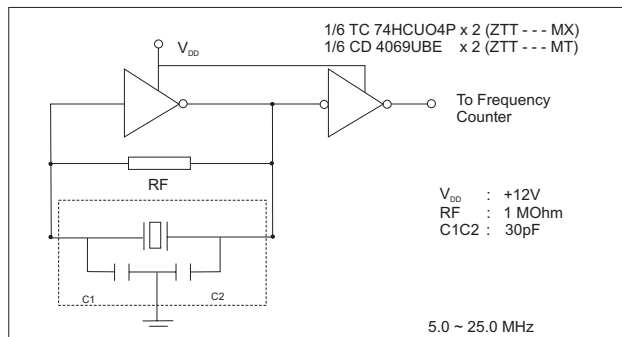 1/6 TC 74HCUO4P x 2 (ZTT - - - MX)
1/6 CD 4069UBE x 2 (ZTT - - - MT)
VDD
To Frequency
Counter
RF
VDD : +12V
RF : 1 MOhm
C1C2 : 30pF
C1
C2
5.0 ~ 25.0 MHz